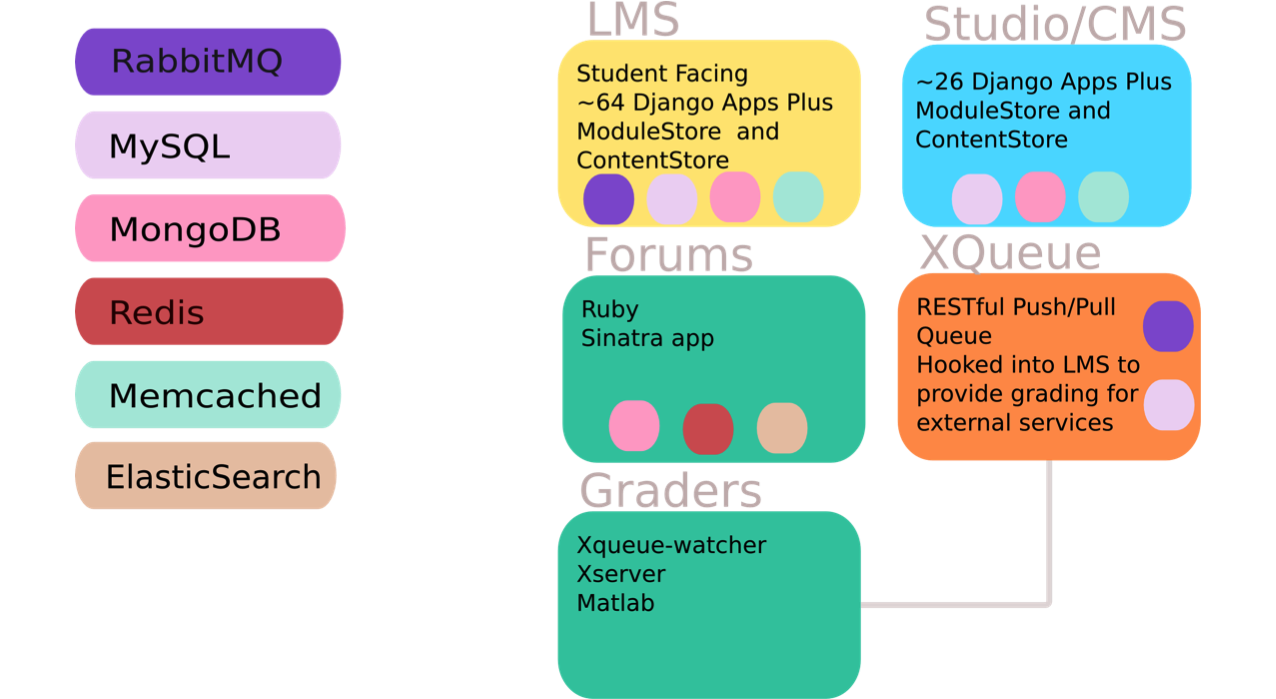 RabbitMQ
MySQL
MongoDB
Redis
Memcached
ElasticSearch
LMS
Student Facing
~64 Django Apps Plus
ModuleStore and
ContentStore
Studio/CMS
~26 Django Apps Plus
ModuleStore and
ContentStore
Forums
Ruby
Sinatra app
XQueue
RESTful Push/Pull
Queue
Hooked into LMS to
provide grading for
external services
Graders
Xqueue-watcher
Xserver
Matlab